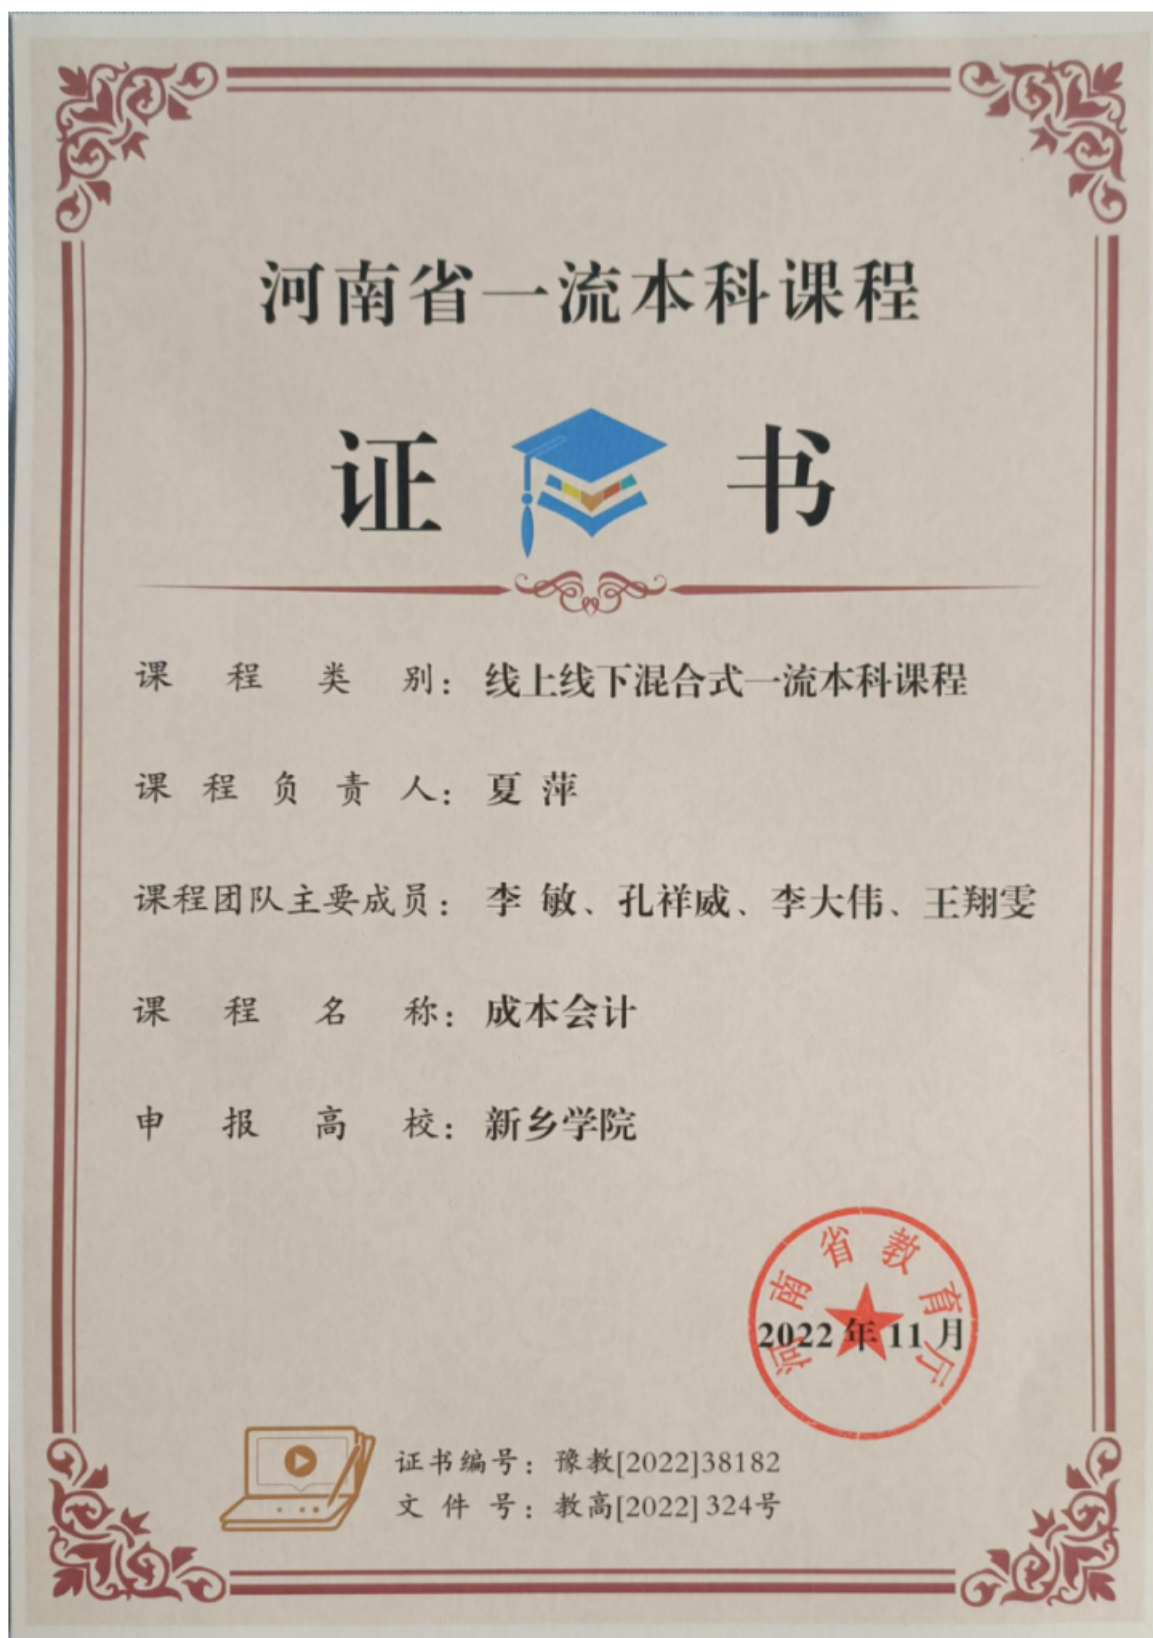 河南省一流本科课程
证书
课程类别：线上线下混合式一流本科课程
课程负责人：夏 萍
课程团队主要成员：李 敏、孔祥威、李大伟、王翔雯
课程名称：成本会计
申报高校：新乡学院
河南省教育厅
2022年11月
证书编号：豫教[2022]38182
文件号：教高[2022]324号